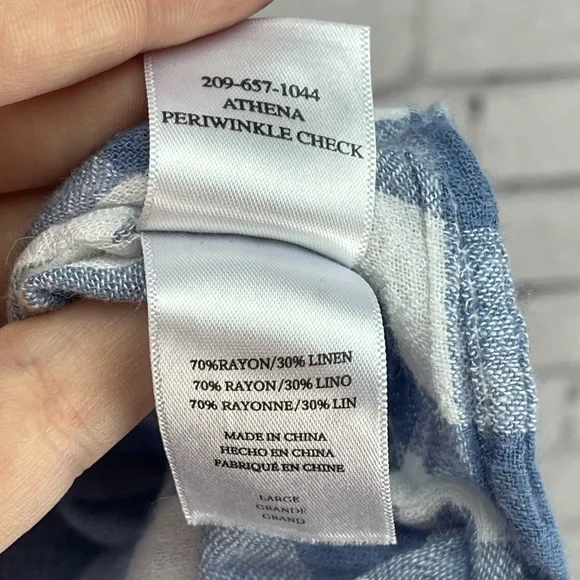 209-657-1044
ATHENA
PERIWINKLE CHECK
70%RAYON/30% LINEN
70% RAYON/30% LINO
70% RAYONNE/30% LIN
MADE IN CHINA
HECHO EN CHINA
FABRIQUÉ EN CHINE
LARGE
GRANDE
GRAND